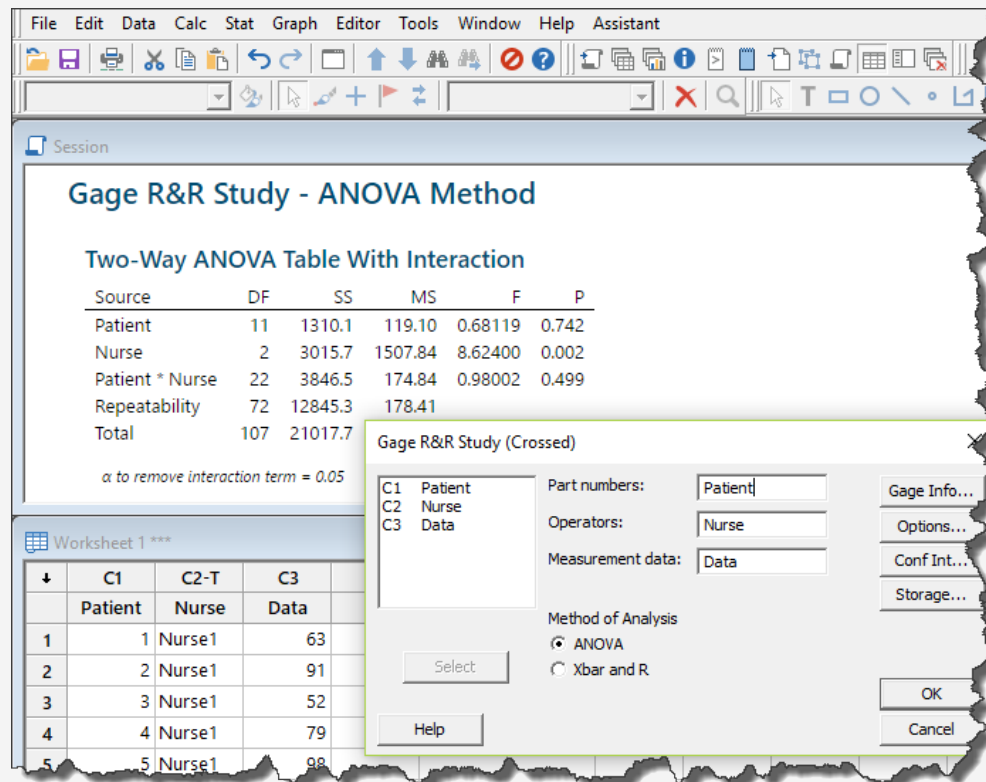 File Edit Data Calc Stat Graph Editor Tools Window Help Assistant
Session
Gage R&R Study - ANOVA Method
Two-Way ANOVA Table With Interaction
Source DF SS MS F P
Patient 11 1310.1 119.10 0.68119 0.742
Nurse 2 3015.7 1507.84 8.62400 0.002
Patient * Nurse 22 3846.5 174.84 0.98002 0.499
Repeatability 72 12845.3 178.41
Total 107 21017.7
α to remove interaction term = 0.05
Gage R&R Study (Crossed)
C1 Patient
C2 Nurse
C3 Data
Part numbers: Patient
Operators: Nurse
Measurement data: Data
Method of Analysis
ANOVA
Xbar and R
Select
Help
Gage Info...
Options...
Conf Int...
Storage...
OK
Cancel
Worksheet 1 ***
C1 C2-T C3
Patient Nurse Data
1 1 Nurse1 63
2 2 Nurse1 91
3 3 Nurse1 52
4 4 Nurse1 79
5 5 Nurse1 98